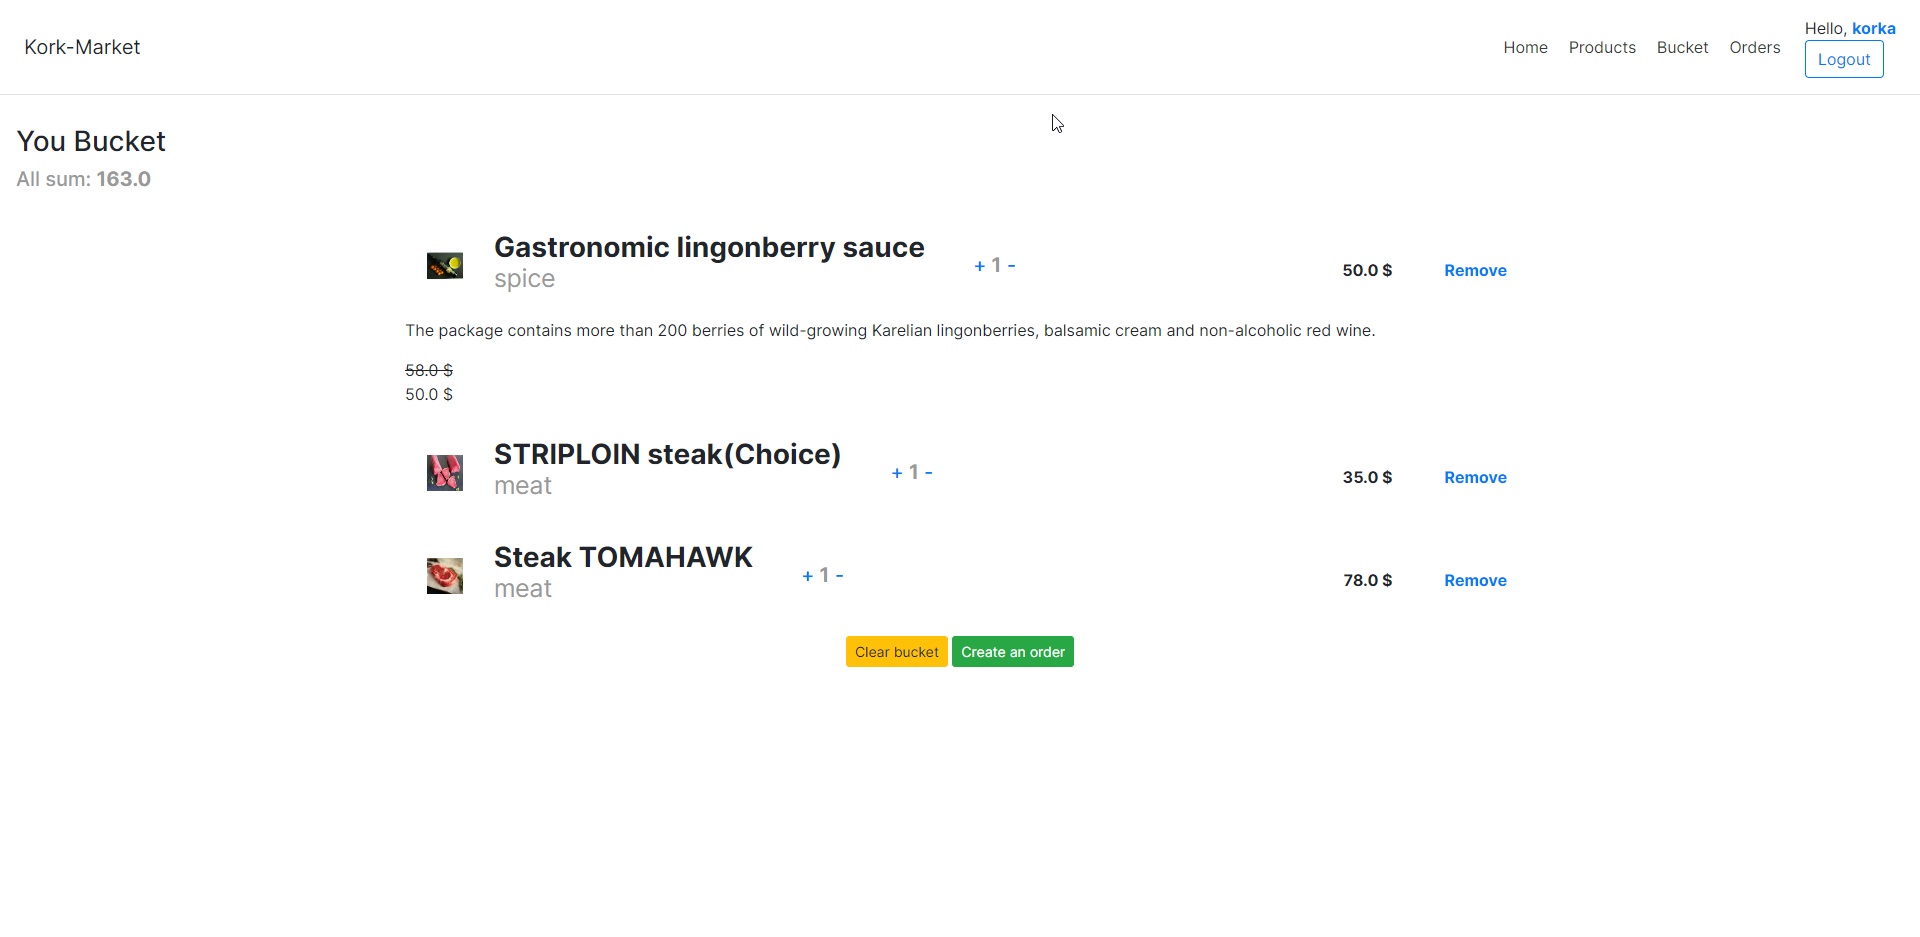 Kork-Market
Home Products Bucket Orders
Hello, korka
Logout
You Bucket
All sum: 163.0
Gastronomic lingonberry sauce
spice
+ 1 -
50.0 $
Remove
The package contains more than 200 berries of wild-growing Karelian lingonberries, balsamic cream and non-alcoholic red wine.
58.0 $
50.0 $
STRIPLOIN steak(Choice)
meat
+ 1 -
35.0 $
Remove
Steak TOMAHAWK
meat
+ 1 -
78.0 $
Remove
Clear bucket
Create an order